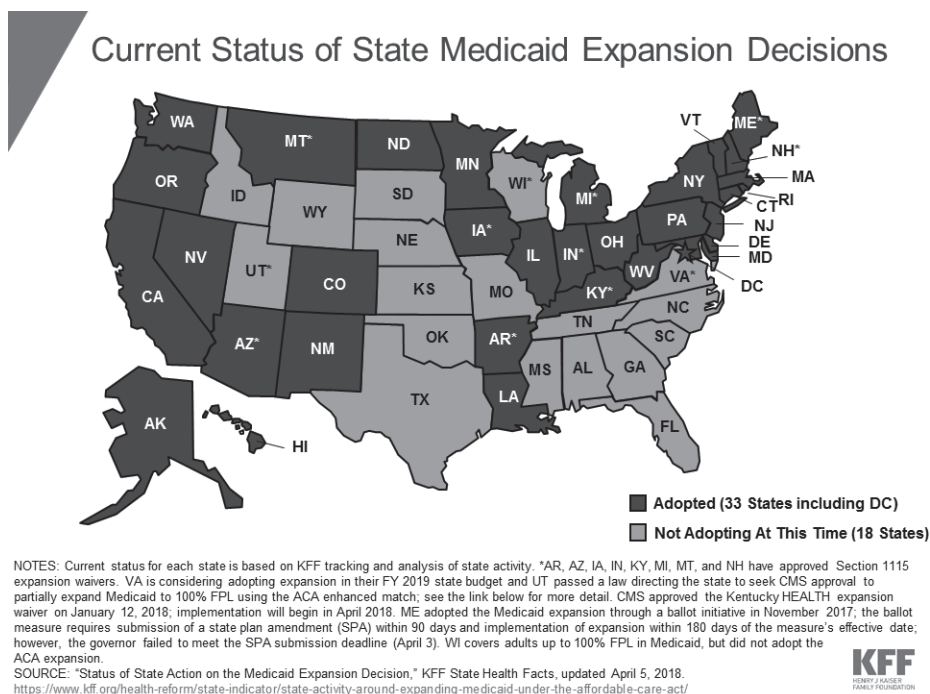 Current Status of State Medicaid Expansion Decisions
WA
MT*
ND
MN
VT
ME*
NH*
OR
ID
WY
SD
WI*
MI*
NY
MA
RI
CT
NJ
DE
MD
DC
PA
IA*
NE
NV
UT*
CO
KS
MO
IL
IN*
OH
WV
VA*
KY*
CA
AZ*
NM
OK
AR*
TN
NC
SC
MS
AL
GA
TX
LA
FL
AK
HI
Adopted (33 States including DC)
Not Adopting At This Time (18 States)
NOTES: Current status for each state is based on KFF tracking and analysis of state activity. *AR, AZ, IA, IN, KY, MI, MT, and NH have approved Section 1115
expansion waivers. VA is considering adopting expansion in their FY 2019 state budget and UT passed a law directing the state to seek CMS approval to
partially expand Medicaid to 100% FPL using the ACA enhanced match; see the link below for more detail. CMS approved the Kentucky HEALTH expansion
waiver on January 12, 2018; implementation will begin in April 2018. ME adopted the Medicaid expansion through a ballot initiative in November 2017; the ballot
measure requires submission of a state plan amendment (SPA) within 90 days and implementation of expansion within 180 days of the measure's effective date;
however, the governor failed to meet the SPA submission deadline (April 3). WI covers adults up to 100% FPL in Medicaid, but did not adopt the
ACA expansion.
SOURCE: "Status of State Action on the Medicaid Expansion Decision," KFF State Health Facts, updated April 5, 2018.
https://www.kff.org/health-reform/state-indicator/state-activity-around-expanding-medicaid-under-the-affordable-care-act/
KFF
HENRY J KAISER
FAMILY FOUNDATION